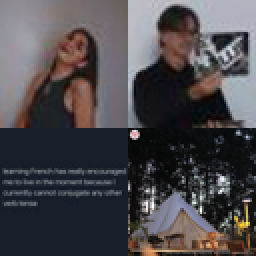 learning French has really encouraged
me to live in the moment because I
currently cannot conjugate any other
verb tense